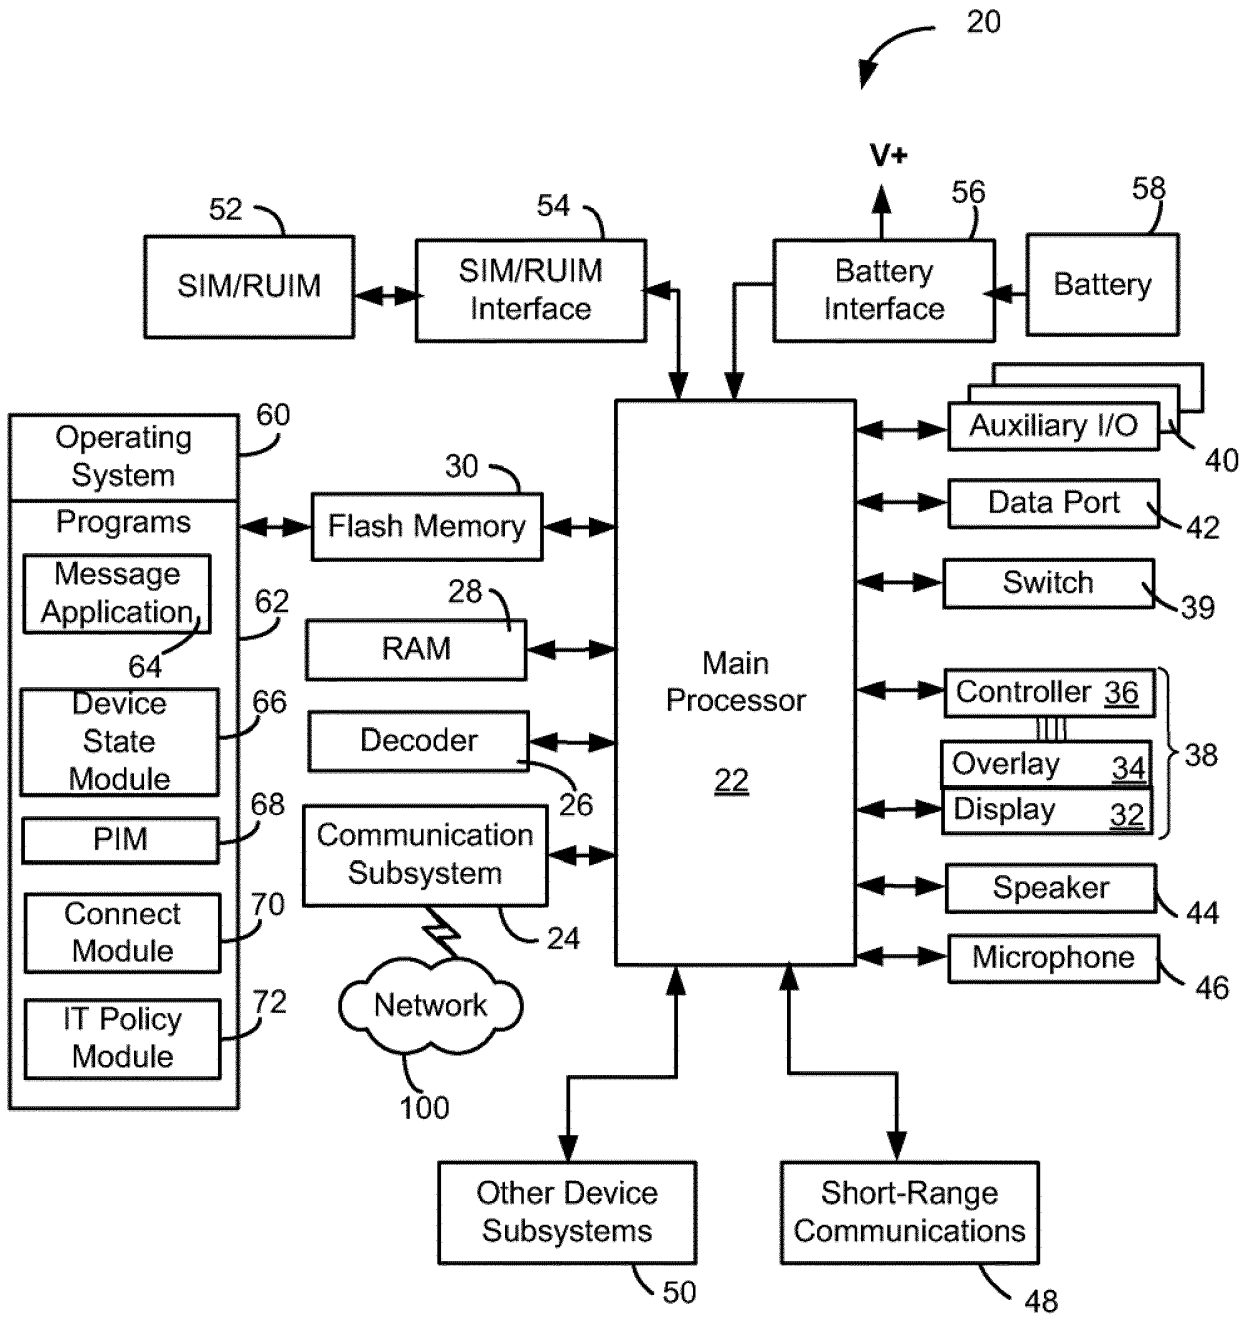 20
V+
52
54
56
58
SIM/RUIM
SIM/RUIM
Interface
Battery
Interface
Battery
60
Operating
System
Programs
Message
Application
64
62
Device
State
Module
66
PIM
68
Connect
Module
70
IT Policy
Module
72
30
Flash Memory
28
RAM
Decoder
26
Communication
Subsystem
24
Network
100
Main
Processor
22
Auxiliary I/O
40
Data Port
42
Switch
39
Controller 36
Overlay 34
Display 32
38
Speaker
44
Microphone
46
Other Device
Subsystems
50
Short-Range
Communications
48